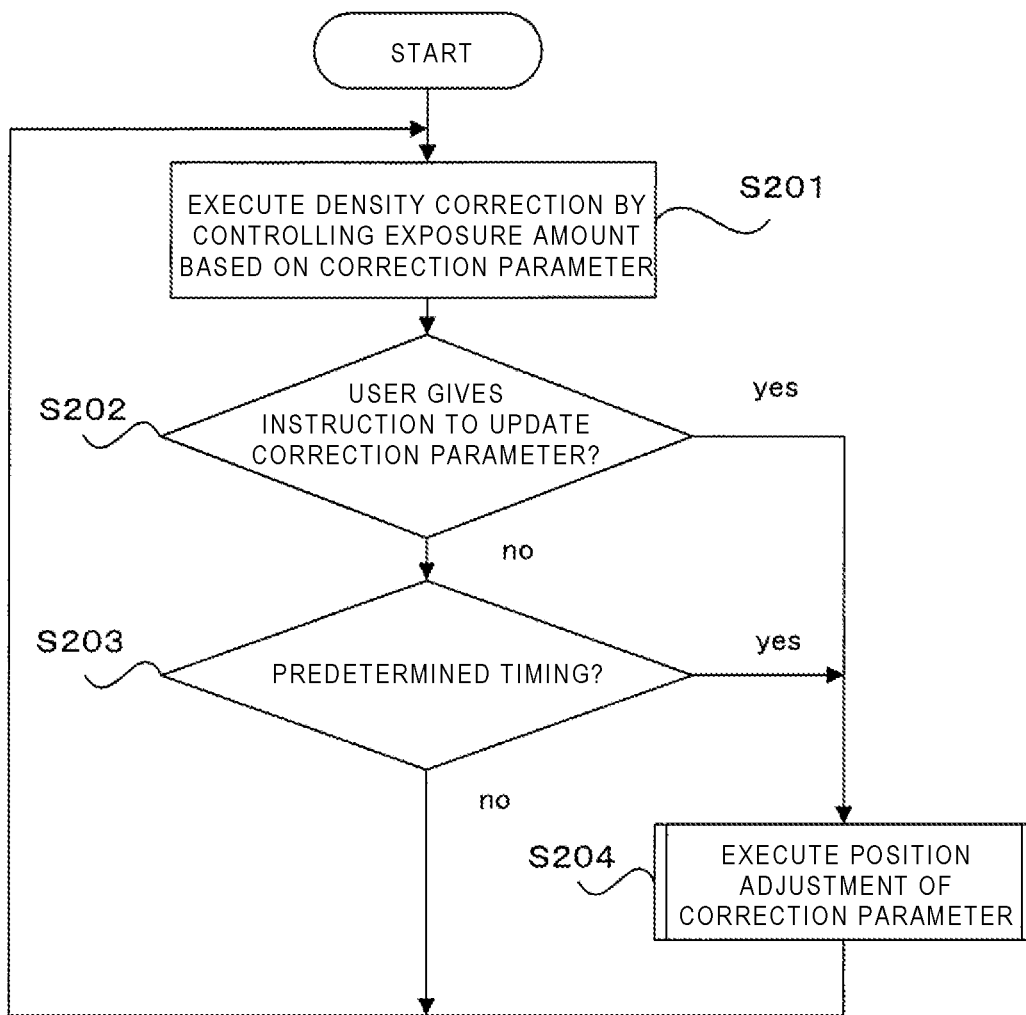 START
EXECUTE DENSITY CORRECTION BY
CONTROLLING EXPOSURE AMOUNT
BASED ON CORRECTION PARAMETER
S201
USER GIVES
INSTRUCTION TO UPDATE
CORRECTION PARAMETER?
S202
yes
no
PREDETERMINED TIMING?
S203
yes
no
S204
EXECUTE POSITION
ADJUSTMENT OF
CORRECTION PARAMETER